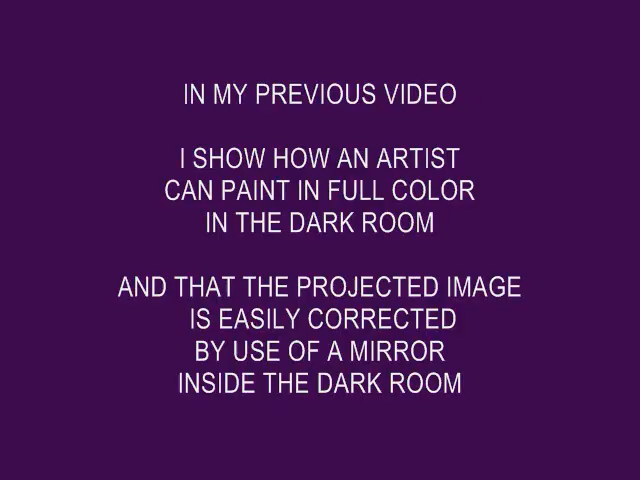 IN MY PREVIOUS VIDEO
I SHOW HOW AN ARTIST
CAN PAINT IN FULL COLOR
IN THE DARK ROOM
AND THAT THE PROJECTED IMAGE
IS EASILY CORRECTED
BY USE OF A MIRROR
INSIDE THE DARK ROOM